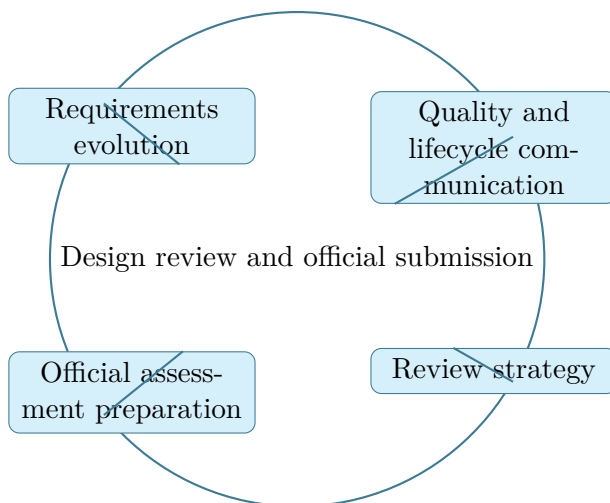 Requirements
evolution
Quality and
lifecycle com-
munication
Design review and official submission
Official assess-
ment preparation
Review strategy